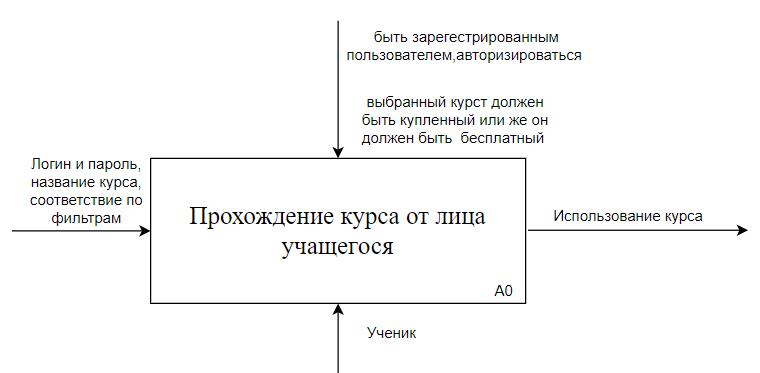 быть зарегестрированным
пользователем,авторизироваться
выбранный курст должен
быть купленный или же он
должен быть бесплатный
Логин и пароль,
название курса,
соответствие по
фильтрам
Прохождение курса от лица
учащегося
Использование курса
A0
Ученик